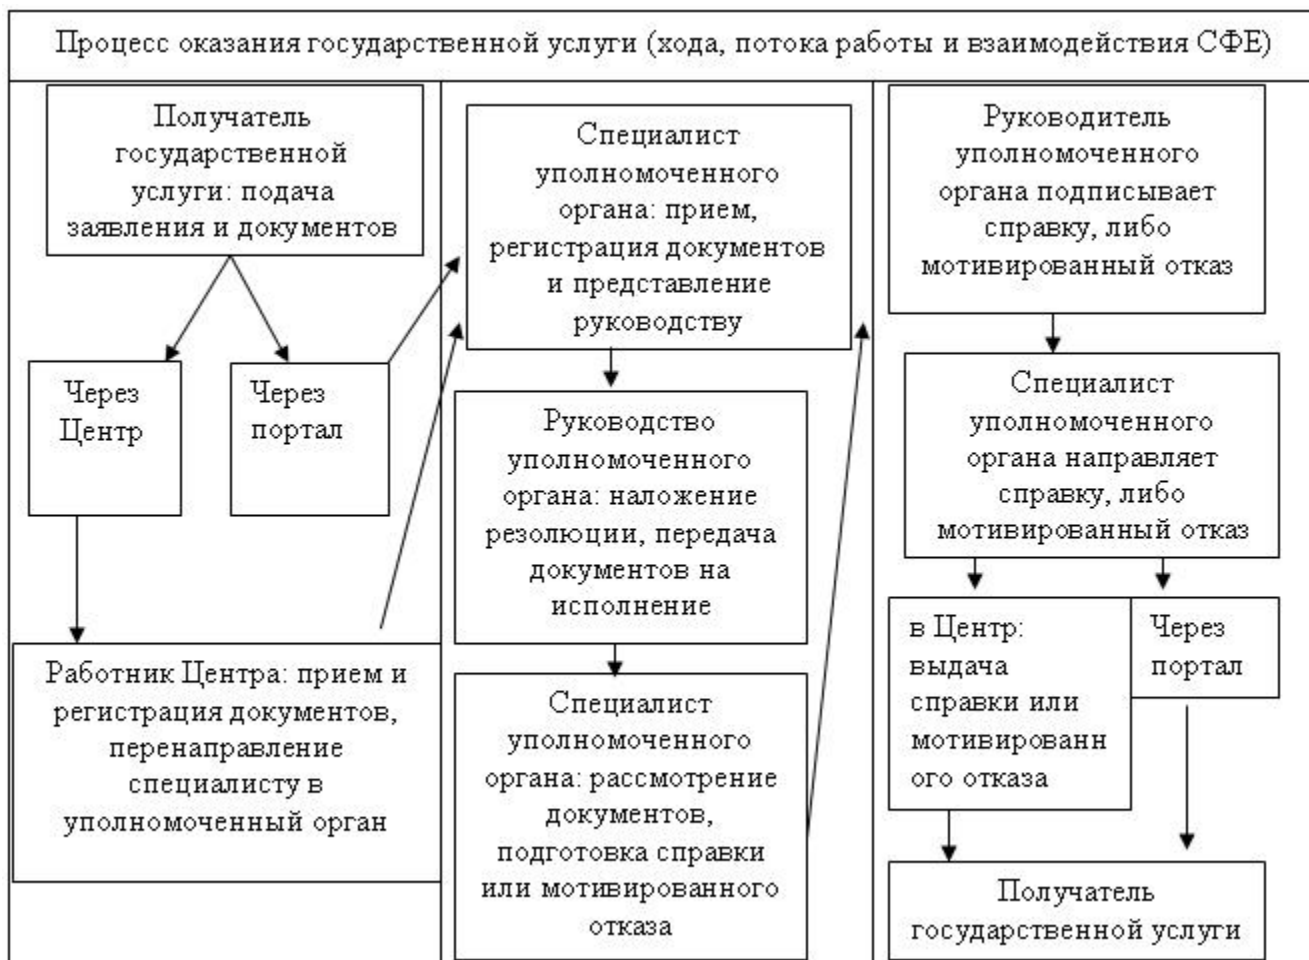 Процесс оказания государственной услуги (хода, потока работы и взаимодействия СФЕ)
Получатель
государственной
услуги: подача
заявления и документов
Через
Центр
Через
портал
Работник Центра: прием и
регистрация документов,
перенаправление
специалисту в
уполномоченный орган
Специалист
уполномоченного
органа: прием,
регистрация документов
и представление
руководству
Руководство
уполномоченного
органа: наложение
резолюции, передача
документов на
исполнение
Специалист
уполномоченного
органа: рассмотрение
документов,
подготовка справки
или мотивированного
отказа
Руководитель
уполномоченного
органа подписывает
справку, либо
мотивированный отказ
Специалист
уполномоченного
органа направляет
справку, либо
мотивированный отказ
в Центр:
выдача
справки или
мотивированн
ого отказа
Через
портал
Получатель
государственной услуги